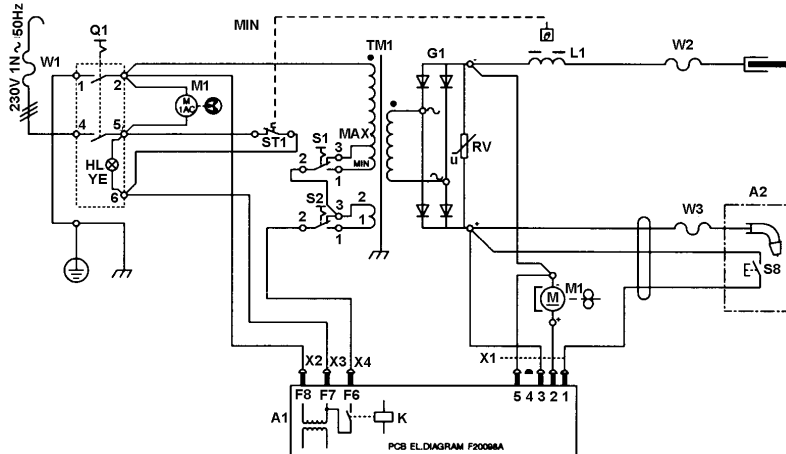 MIN
W1
230V 1N ~ 50Hz
Q1
TM1
G1
L1
W2
1
2
M1
M
1AC
4
5
ST1
S1
MAX
3
2
MIN
1
HL
YE
6
S2
3
2
2
1
1
u
RV
-
+
W3
A2
S8
-
M
M1
+
X2
X3
X4
X1
F8
F7
F6
5
4
3
2
1
A1
K
PCB EL.DIAGRAM F20098A